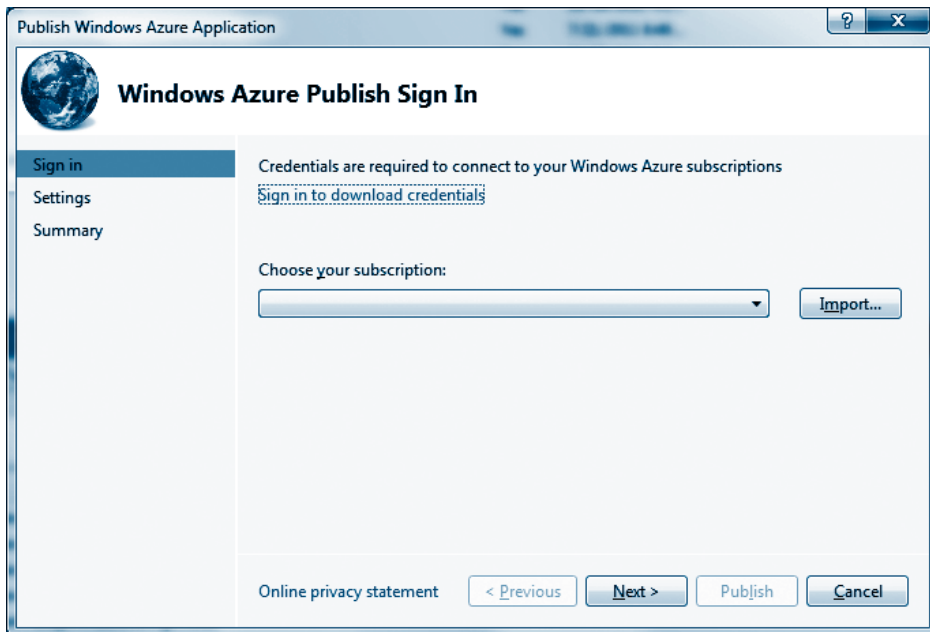 Publish Windows Azure Application
Windows Azure Publish Sign In
Sign in
Settings
Summary
Credentials are required to connect to your Windows Azure subscriptions
Sign in to download credentials
Choose your subscription:
Import...
Online privacy statement
< Previous
Next >
Publish
Cancel